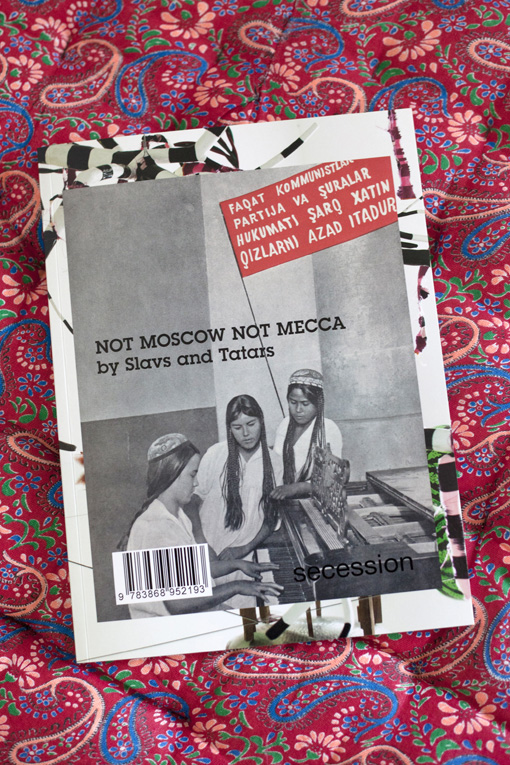 FAQAT KOMMUNISTLAR
PARTIJA VA ŞURALAR
HUKUMATI ŞARQ XATIN
QIZLARNI AZAD ITADUR
NOT MOSCOW NOT MECCA
by Slavs and Tatars
secession
9 783868 952193